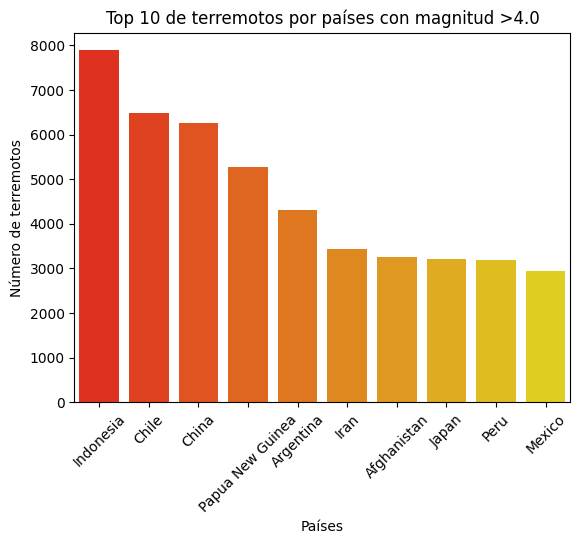 Top 10 de terremotos por países con magnitud >4.0
Número de terremotos
8000
7000
6000
5000
4000
3000
2000
1000
0
Indonesia
Chile
China
Papua New Guinea
Argentina
Iran
Afghanistan
Japan
Peru
Mexico
Países